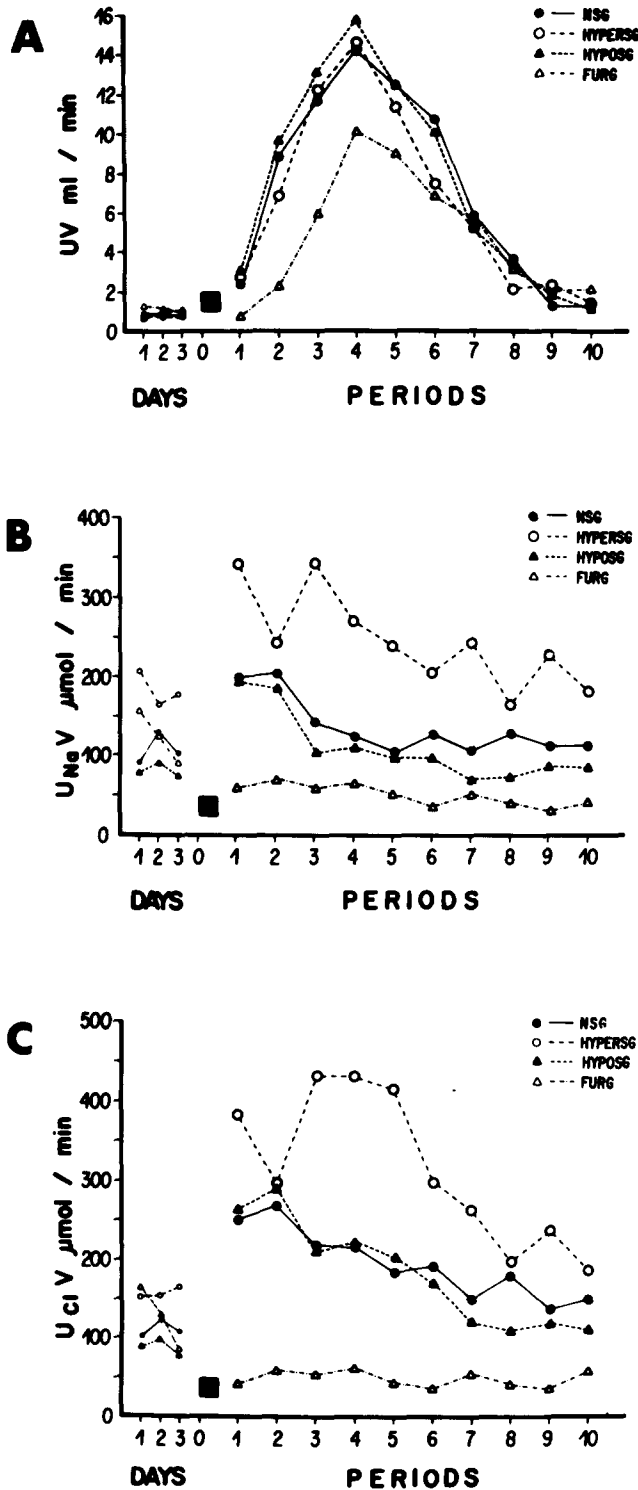 A
UV ml / min
16
14
12
10
8
6
4
2
0
NSG
HYPERSG
HYPOSG
FURG
1 2 3 0 1 2 3 4 5 6 7 8 9 10
DAYS PERIODS
B
U Na V µmol / min
400
300
200
100
0
NSG
HYPERSG
HYPOSG
FURG
1 2 3 0 1 2 3 4 5 6 7 8 9 10
DAYS PERIODS
C
U Cl V µmol / min
500
400
300
200
100
0
NSG
HYPERSG
HYPOSG
FURG
1 2 3 0 1 2 3 4 5 6 7 8 9 10
DAYS PERIODS